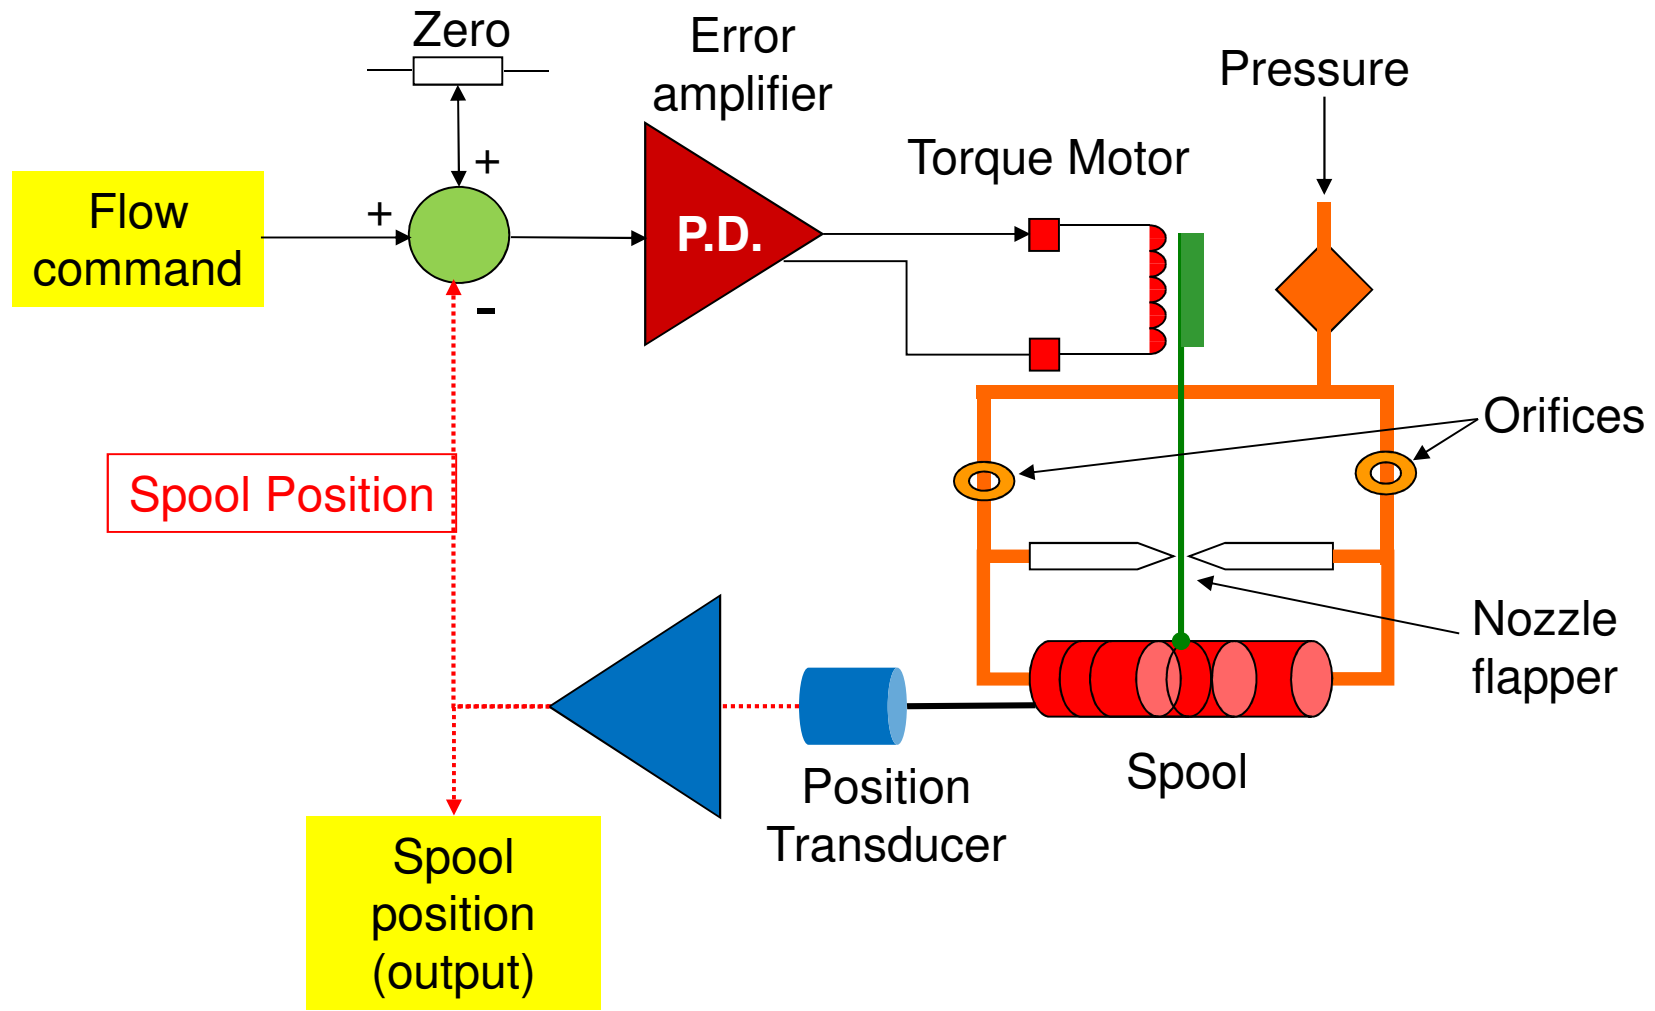 Zero
Error
amplifier
Pressure
Torque Motor
+
Flow
command
+
P.D.
-
Orifices
Spool Position
Nozzle
flapper
Spool
Position
Transducer
Spool
position
(output)